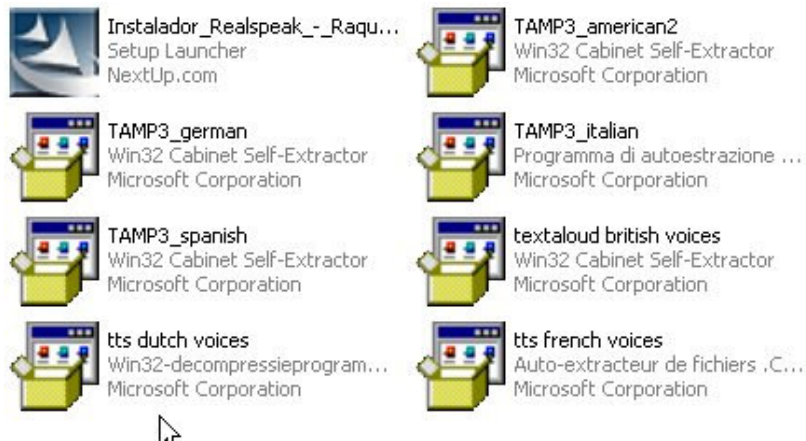 Instalador_Realspeak_-_Raqu...
Setup Launcher
NextUp.com
TAMP3_american2
Win32 Cabinet Self-Extractor
Microsoft Corporation
TAMP3_german
Win32 Cabinet Self-Extractor
Microsoft Corporation
TAMP3_italian
Programma di autoestrazione ...
Microsoft Corporation
TAMP3_spanish
Win32 Cabinet Self-Extractor
Microsoft Corporation
textaloud british voices
Win32 Cabinet Self-Extractor
Microsoft Corporation
tts dutch voices
Win32-decompressieprogram...
Microsoft Corporation
tts french voices
Auto-extracteur de fichiers .C...
Microsoft Corporation